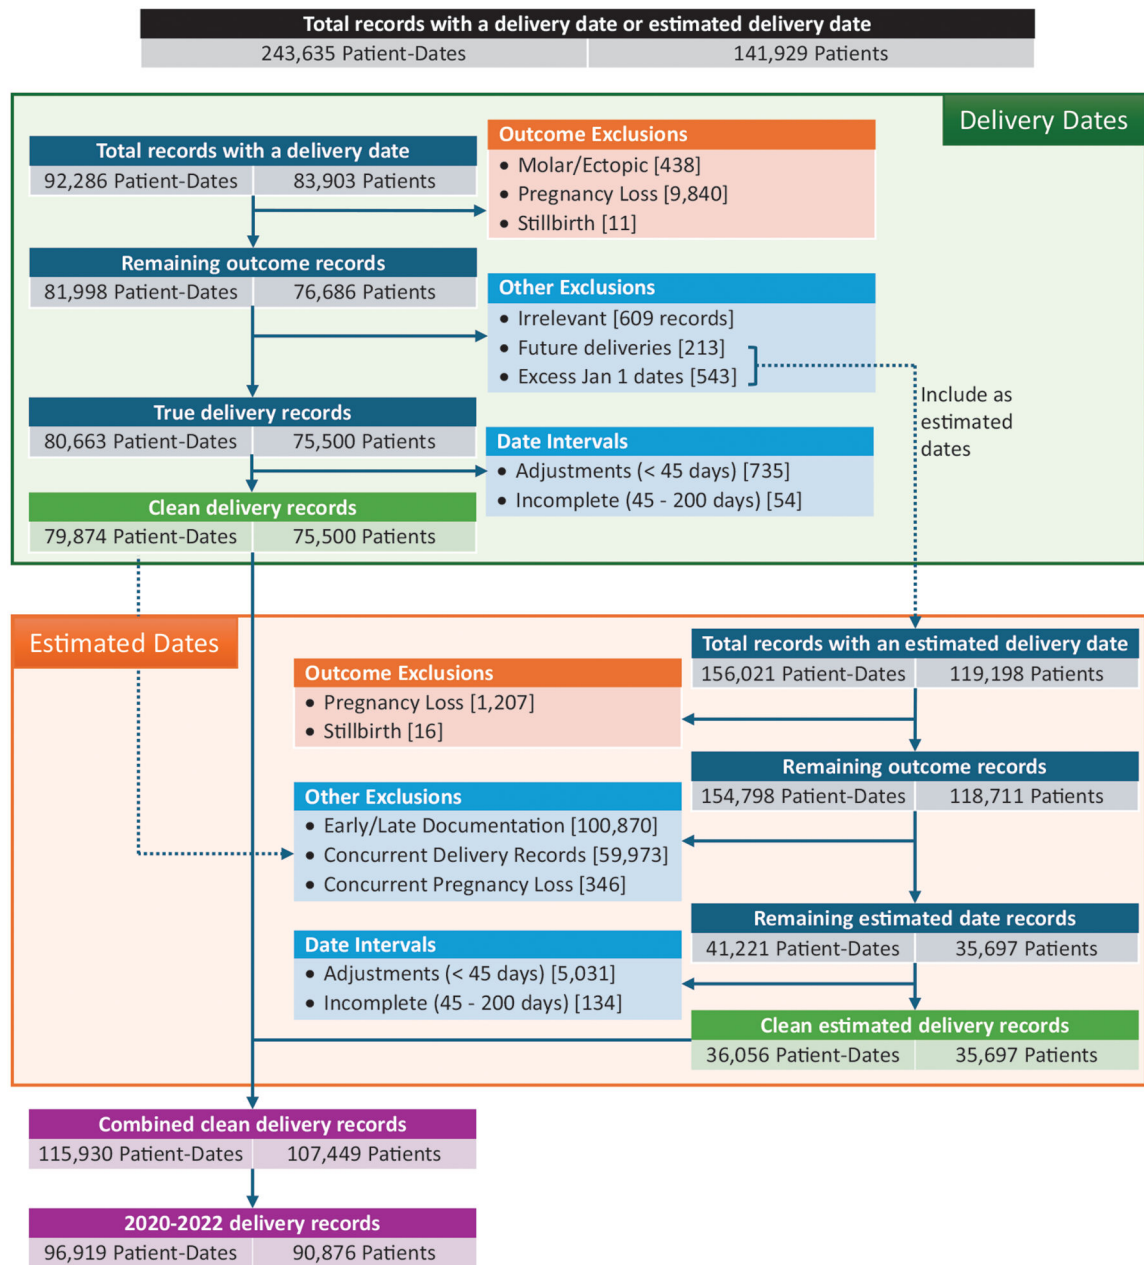 Total records with a delivery date or estimated delivery date
243,635 Patient-Dates 141,929 Patients
Delivery Dates
Total records with a delivery date
92,286 Patient-Dates 83,903 Patients
Outcome Exclusions
• Molar/Ectopic [438]
• Pregnancy Loss [9,840]
• Stillbirth [11]
Remaining outcome records
81,998 Patient-Dates 76,686 Patients
Other Exclusions
• Irrelevant [609 records]
• Future deliveries [213]
• Excess Jan 1 dates [543]
Include as
estimated
dates
True delivery records
80,663 Patient-Dates 75,500 Patients
Date Intervals
• Adjustments (< 45 days) [735]
• Incomplete (45 - 200 days) [54]
Clean delivery records
79,874 Patient-Dates 75,500 Patients
Estimated Dates
Total records with an estimated delivery date
156,021 Patient-Dates 119,198 Patients
Outcome Exclusions
• Pregnancy Loss [1,207]
• Stillbirth [16]
Remaining outcome records
154,798 Patient-Dates 118,711 Patients
Other Exclusions
• Early/Late Documentation [100,870]
• Concurrent Delivery Records [59,973]
• Concurrent Pregnancy Loss [346]
Remaining estimated date records
41,221 Patient-Dates 35,697 Patients
Date Intervals
• Adjustments (< 45 days) [5,031]
• Incomplete (45 - 200 days) [134]
Clean estimated delivery records
36,056 Patient-Dates 35,697 Patients
Combined clean delivery records
115,930 Patient-Dates 107,449 Patients
2020-2022 delivery records
96,919 Patient-Dates 90,876 Patients